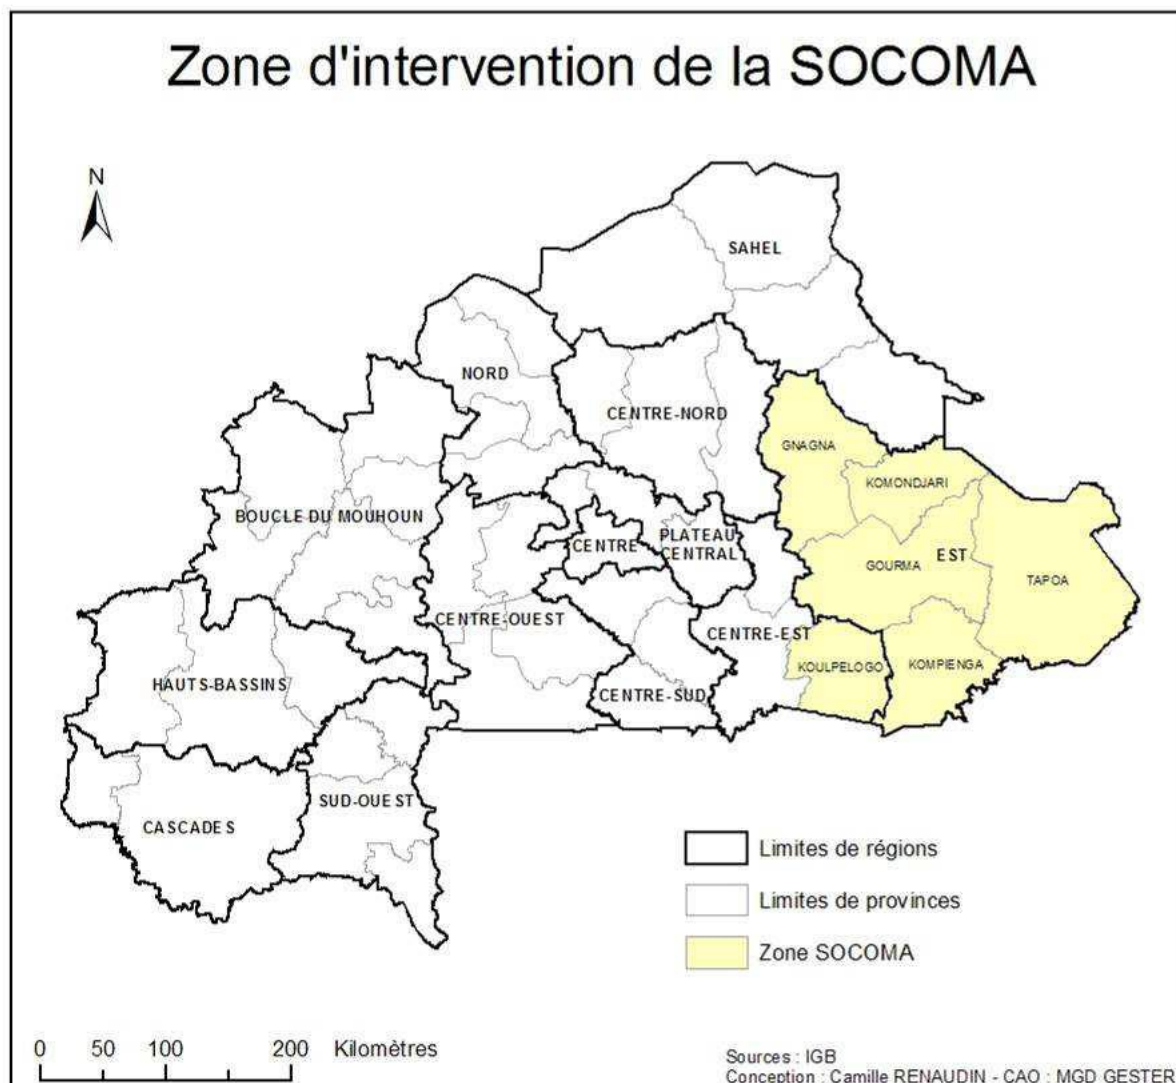 Zone d'intervention de la SOCOMA
N
SAHEL
NORD
CENTRE-NORD
GNAGNA
KOMONDJARI
BOUCLE DU MOUHOUN
CENTRE
PLATEAU
CENTRAL
EST
GOURMA
TAPOA
CENTRE-OUEST
CENTRE-EST
KOULPELOGO
KOMPIENGA
HAUTS-BASSINS
CENTRE-SUD
SUD-OUEST
CASCADES
Limites de régions
Limites de provinces
Zone SOCOMA
0 50 100 200 Kilomètres
Sources : IGB
Conception : Camille RENAUDIN - CAO : MGD GESTER